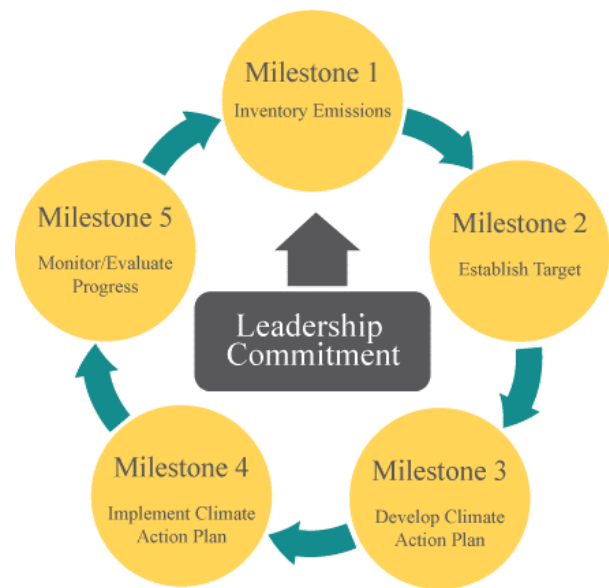 Milestone 1
Inventory Emissions
Milestone 2
Establish Target
Milestone 3
Develop Climate
Action Plan
Milestone 4
Implement Climate
Action Plan
Milestone 5
Monitor/Evaluate
Progress
Leadership
Commitment